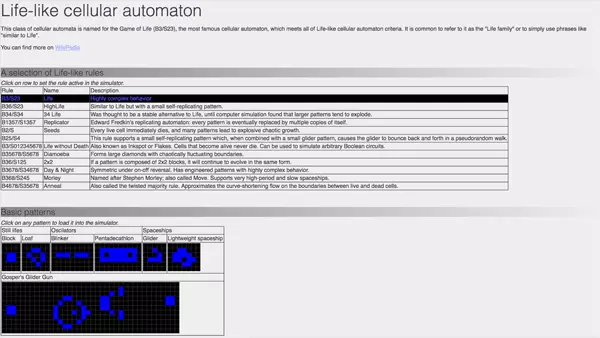 Life-like cellular automaton
This class of cellular automata is named for the Game of Life (B3/S23), the most famous cellular automaton, which meets all of Life-like cellular automaton criteria. It is common to refer to it as the "Life family" or to simply use phrases like
"similar to Life".
You can find more on WikiPedia
A selection of Life-like rules
Click on row to set the rule active in the simulator.
Rule Name Description
B3/S23 Life Highly complex behavior
B36/S23 HighLife Similar to Life but with a small self-replicating pattern.
B34/S34 34 Life Was thought to be a stable alternative to Life, until computer simulation found that larger patterns tend to explode.
B1357/S1357 Replicator Edward Fredkin's replicating automaton: every pattern is eventually replaced by multiple copies of itself.
B2/S Seeds Every live cell immediately dies, and many patterns lead to explosive chaotic growth.
B25/S4 This rule supports a small self-replicating pattern which, when combined with a small glider pattern, causes the glider to bounce back and forth in a pseudorandom walk.
B3/S012345678 Life without Death Also known as Inkspot or Flakes. Cells that become alive never die. Can be used to simulate arbitrary Boolean circuits.
B35678/S5678 Diamoeba Forms large diamonds with chaotically fluctuating boundaries.
B36/S125 2x2 If a pattern is composed of 2x2 blocks, it will continue to evolve in the same form.
B3678/S34678 Day & Night Symmetric under on-off reversal. Has engineered patterns with highly complex behavior.
B368/S245 Morley Named after Stephen Morley; also called Move. Supports very high-period and slow spaceships.
B4678/S35678 Anneal Also called the twisted majority rule. Approximates the curve-shortening flow on the boundaries between live and dead cells.
Basic patterns
Click on any pattern to load it into the simulator.
Still lifes Oscilators Spaceships
Block Loaf Blinker Pentadecathlon Glider Lightweight spaceship
Gosper's Glider Gun